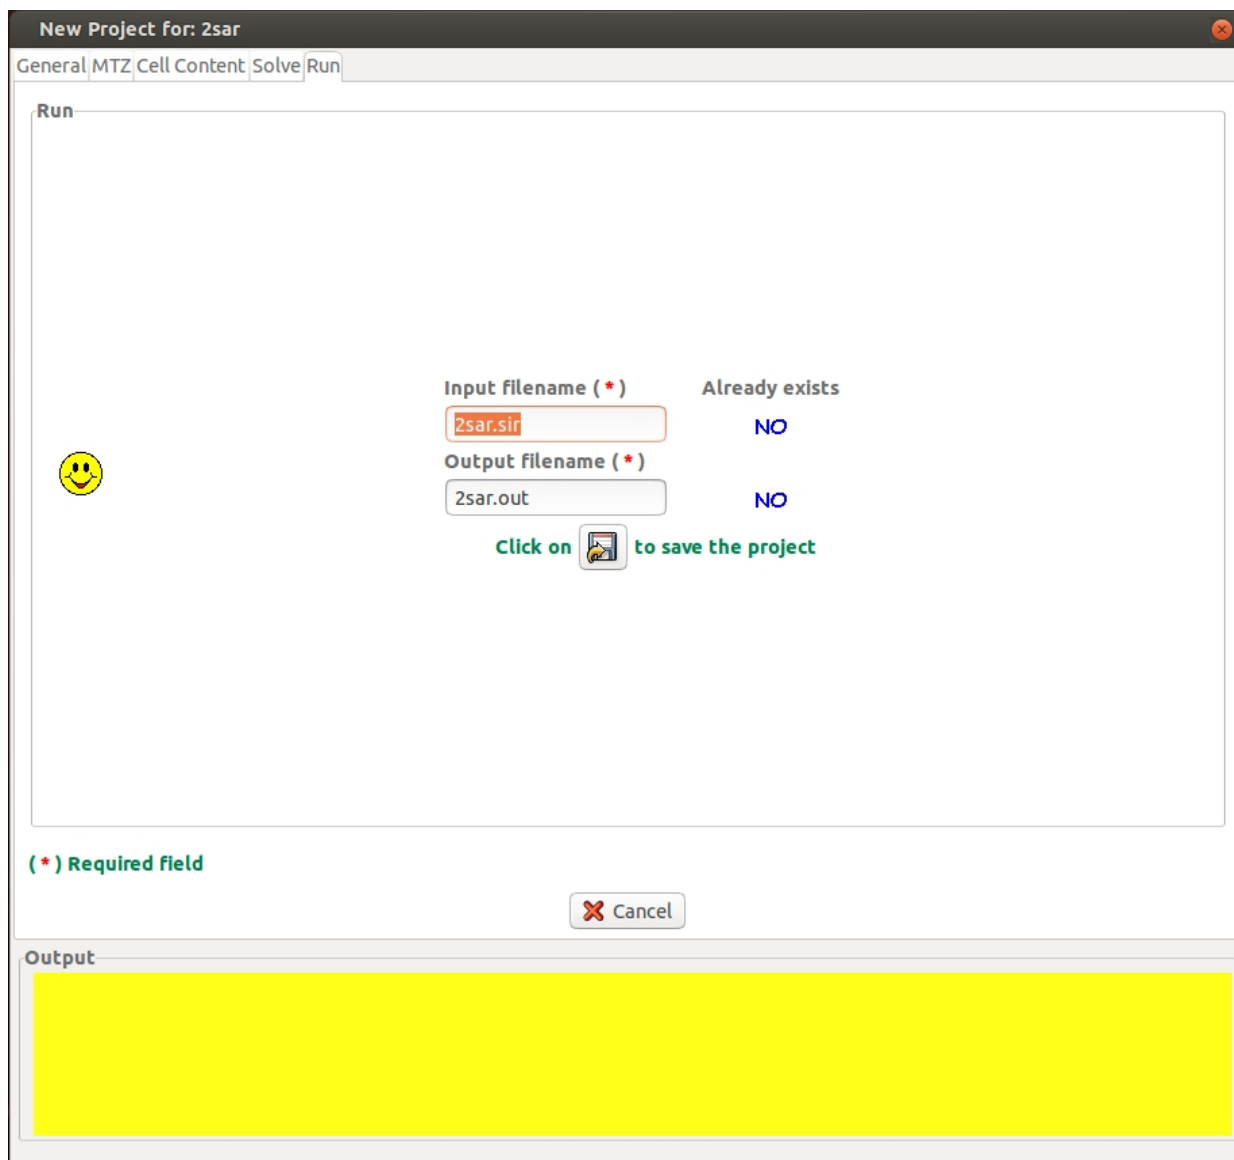 New Project for: 2sar
General MTZ Cell Content Solve Run
Run
Input filename ( * ) Already exists
2sar.sir NO
Output filename ( * )
2sar.out NO
Click on to save the project
( * ) Required field
Cancel
Output